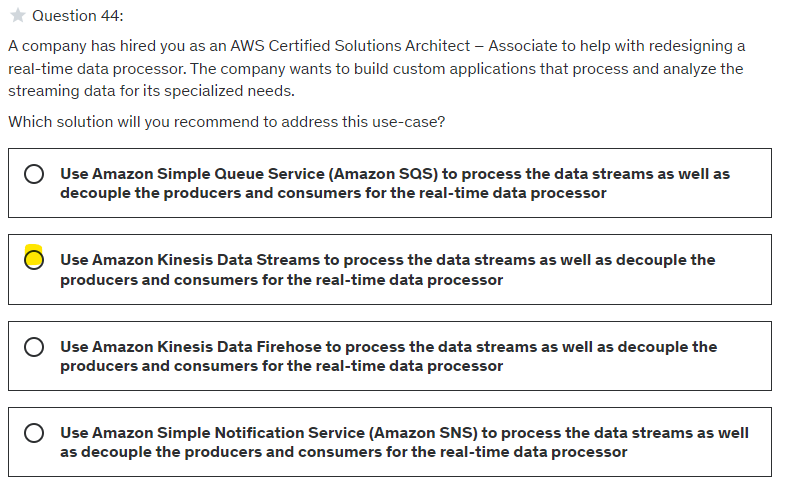 Question 44:
A company has hired you as an AWS Certified Solutions Architect – Associate to help with redesigning a
real-time data processor. The company wants to build custom applications that process and analyze the
streaming data for its specialized needs.
Which solution will you recommend to address this use-case?
Use Amazon Simple Queue Service (Amazon SQS) to process the data streams as well as
decouple the producers and consumers for the real-time data processor
Use Amazon Kinesis Data Streams to process the data streams as well as decouple the
producers and consumers for the real-time data processor
Use Amazon Kinesis Data Firehose to process the data streams as well as decouple the
producers and consumers for the real-time data processor
Use Amazon Simple Notification Service (Amazon SNS) to process the data streams as well
as decouple the producers and consumers for the real-time data processor